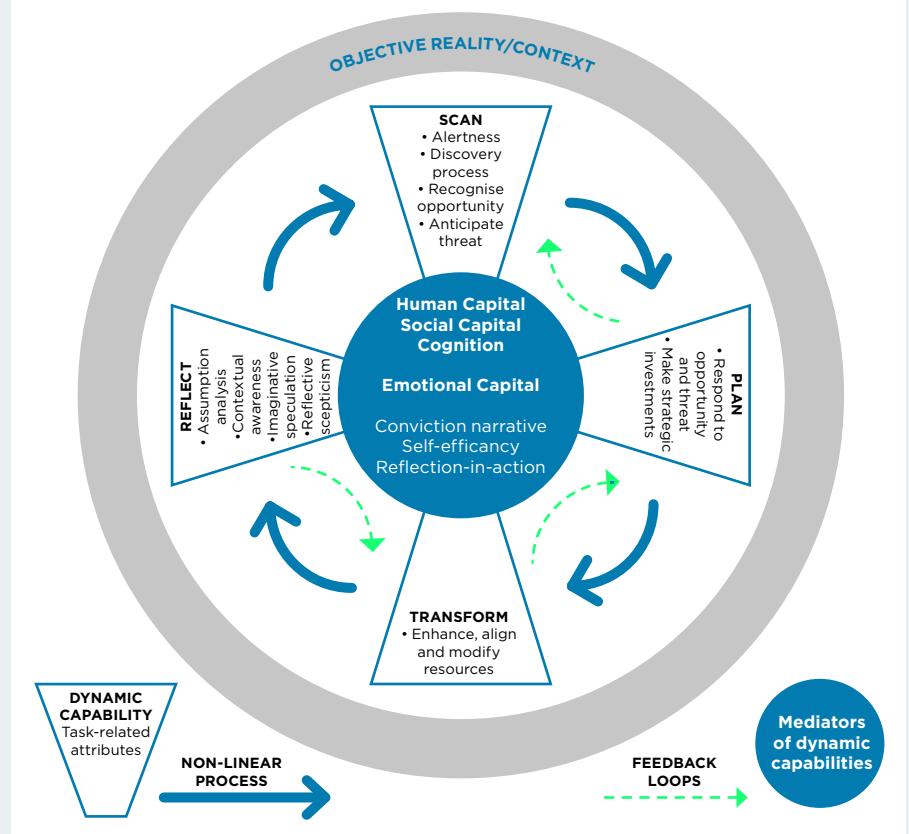 OBJECTIVE REALITY/CONTEXT
SCAN
• Alertness
• Discovery
process
• Recognise
opportunity
• Anticipate
threat
PLAN
• Respond to
opportunity
and threat
• Make strategic
investments
TRANSFORM
• Enhance, align
and modify
resources
REFLECT
• Assumption
analysis
•Contextual
awareness
•Imaginative
speculation
•Reflective
scepticism
Human Capital
Social Capital
Cognition
Emotional Capital
Conviction narrative
Self-efficancy
Reflection-in-action
DYNAMIC
CAPABILITY
Task-related
attributes
NON-LINEAR
PROCESS
FEEDBACK
LOOPS
Mediators
of dynamic
capabilities